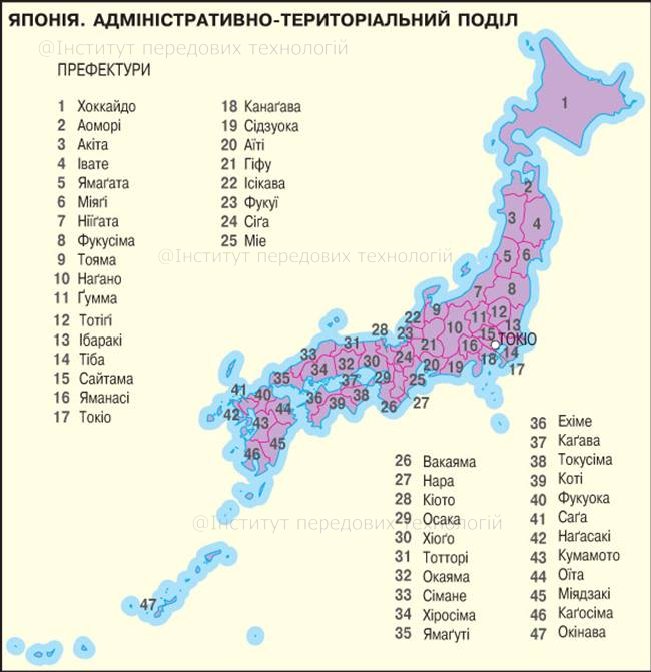 ЯПОНІЯ. АДМІНІСТРАТИВНО-ТЕРИТОРІАЛЬНИЙ ПОДІЛ
@Інститут передових технологій
ПРЕФЕКТУРИ
1 Хоккайдо
2 Аоморі
3 Акіта
4 Івате
5 Ямаґата
6 Міяґі
7 Ніїґата
8 Фукусіма
9 Тояма
10 Наґано
11 Ґумма
12 Тотіґі
13 Ібаракі
14 Тіба
15 Сайтама
16 Яманасі
17 Токіо
18 Канаґава
19 Сідзуока
20 Аїті
21 Гіфу
22 Ісікава
23 Фукуї
24 Сіґа
25 Міе
@Інститут передових технологій
1
2
3
4
5
6
7
8
9
10
11
12
13
14
15
16
17
18
19
20
21
22
23
24
25
26
27
28
29
30
31
32
33
34
35
36
37
38
39
40
41
42
43
44
45
46
47
ТОКІО
26 Вакаяма
27 Нара
28 Кіото
29 Осака
30 Хіоґо
31 Тотторі
32 Окаяма
33 Сімане
34 Хіросіма
35 Ямаґуті
36 Ехіме
37 Каґава
38 Токусіма
39 Коті
40 Фукуока
41 Саґа
42 Наґасакі
43 Кумамото
44 Оїта
45 Міядзакі
46 Каґосіма
47 Окінава
@Інститут передових технологій